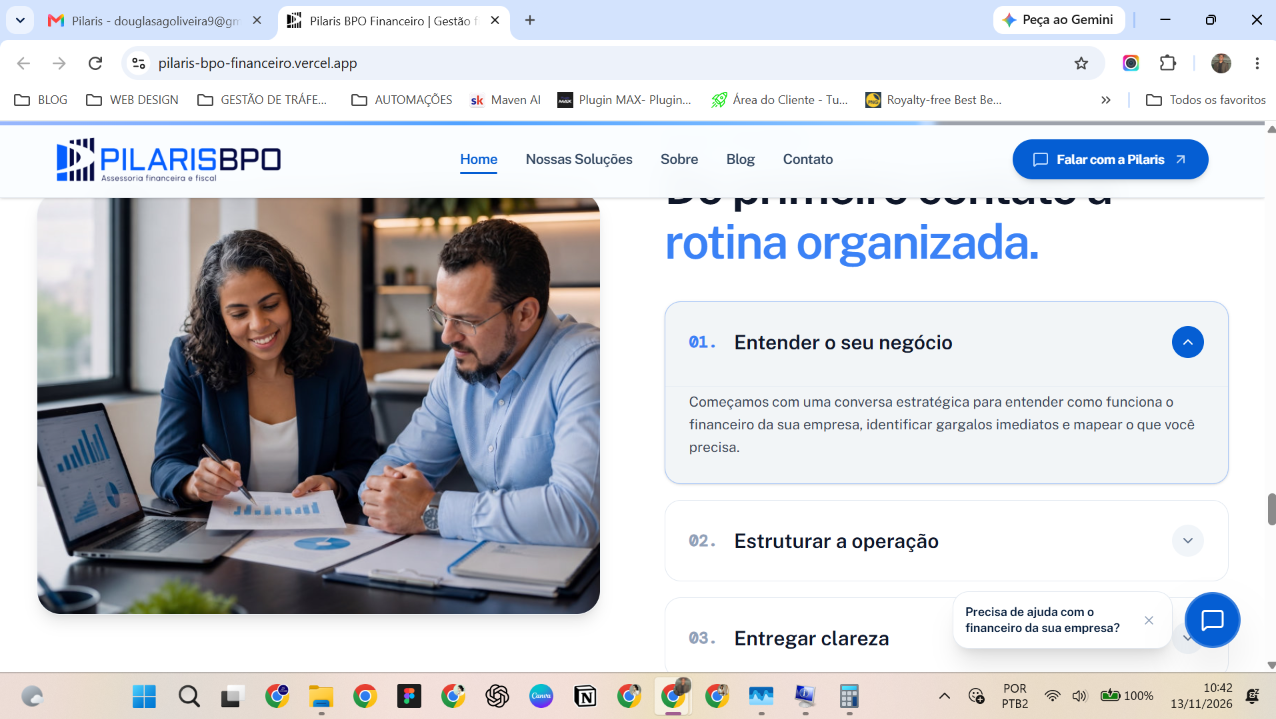 Pilaris - douglasagoliveira9@gm
Pilaris BPO Financeiro | Gestão f
Peça ao Gemini
pilaris-bpo-financeiro.vercel.app
BLOG
WEB DESIGN
GESTÃO DE TRÁFE...
AUTOMAÇÕES
sk Maven AI
Plugin MAX- Plugin...
Área do Cliente - Tu...
Royalty-free Best Be...
Todos os favoritos
PILARISBPO
Assessoria financeira e fiscal
Home
Nossas Soluções
Sobre
Blog
Contato
Falar com a Pilaris
Do primeiro contato à
rotina organizada.
01. Entender o seu negócio
Começamos com uma conversa estratégica para entender como funciona o
financeiro da sua empresa, identificar gargalos imediatos e mapear o que você
precisa.
02. Estruturar a operação
03. Entregar clareza
Precisa de ajuda com o
financeiro da sua empresa?
Canva
POR
PTB2
100%
10:42
13/11/2026